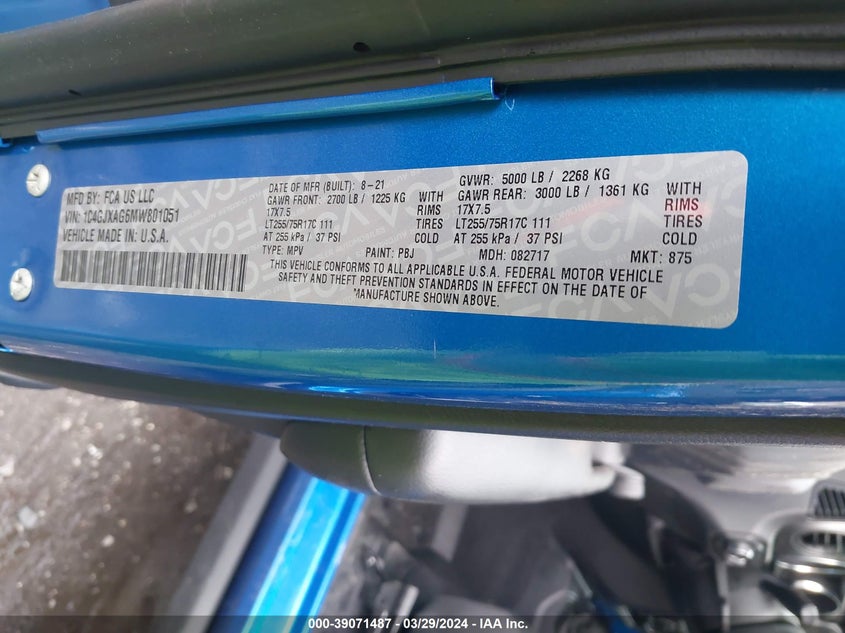 MFD BY: FCA US LLC
VIN: 1C4GJXAG6MW801051
VEHICLE MADE IN: U.S.A.
DATE OF MFR (BUILT): 8-21 GVWR: 5000 LB / 2268 KG
GAWR FRONT: 2700 LB / 1225 KG WITH GAWR REAR: 3000 LB / 1361 KG WITH
17X7.5 RIMS 17X7.5 RIMS
LT255/75R17C 111 TIRES LT255/75R17C 111 TIRES
AT 255 kPa / 37 PSI COLD AT 255 kPa / 37 PSI COLD
TYPE: MPV PAINT: PBJ MDH: 082717 MKT: 875
THIS VEHICLE CONFORMS TO ALL APPLICABLE U.S.A. FEDERAL MOTOR VEHICLE
SAFETY AND THEFT PREVENTION STANDARDS IN EFFECT ON THE DATE OF
MANUFACTURE SHOWN ABOVE.
000-39071487 - 03/29/2024 - IAA Inc.